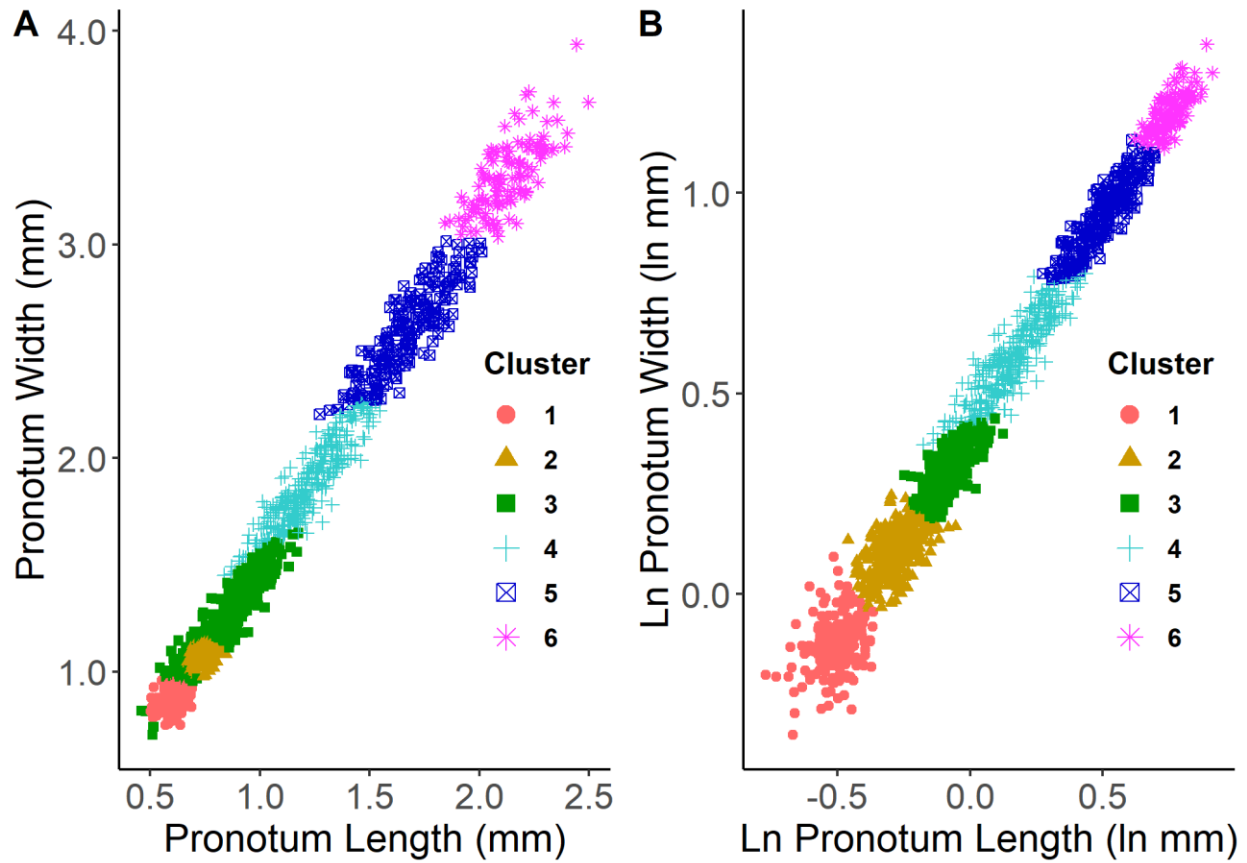 A
4.0
3.0
2.0
1.0
Pronotum Width (mm)
0.5 1.0 1.5 2.0 2.5
Pronotum Length (mm)
Cluster
1
2
3
4
5
6
B
1.0
0.5
0.0
Ln Pronotum Width (ln mm)
-0.5 0.0 0.5
Ln Pronotum Length (ln mm)
Cluster
1
2
3
4
5
6